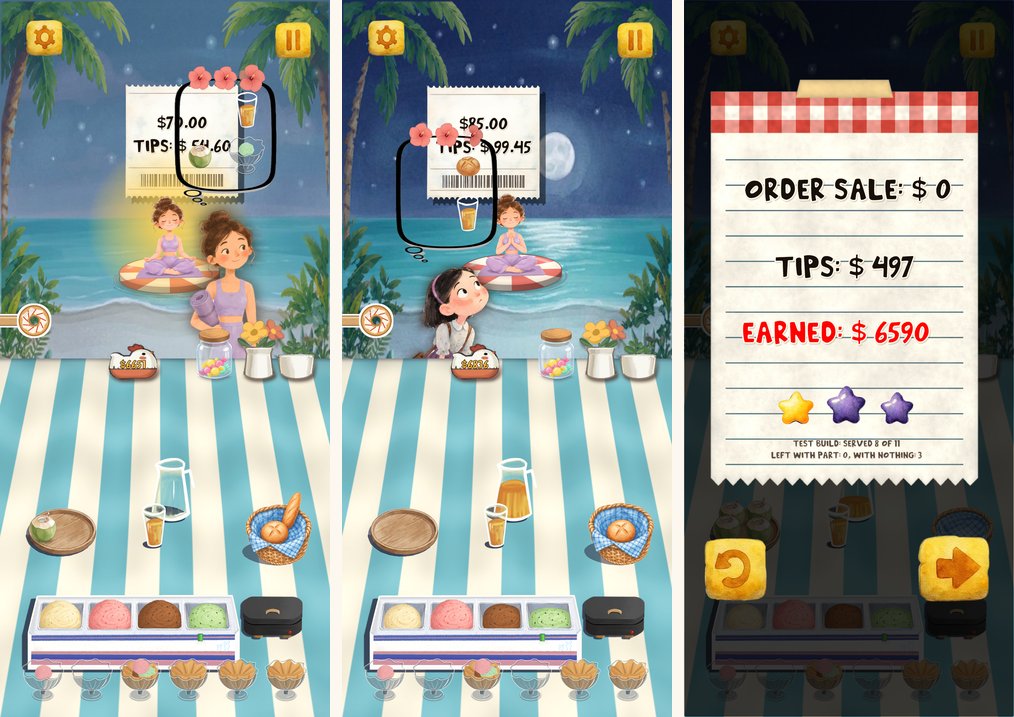 $70.00
TIPS: $ 54.60
$85.00
TIPS: $ 99.45
ORDER SALE: $ 0
TIPS: $ 497
EARNED: $ 6590
TEST BUILD: SERVED 8 OF 11
LEFT WITH PART: 0, WITH NOTHING: 3